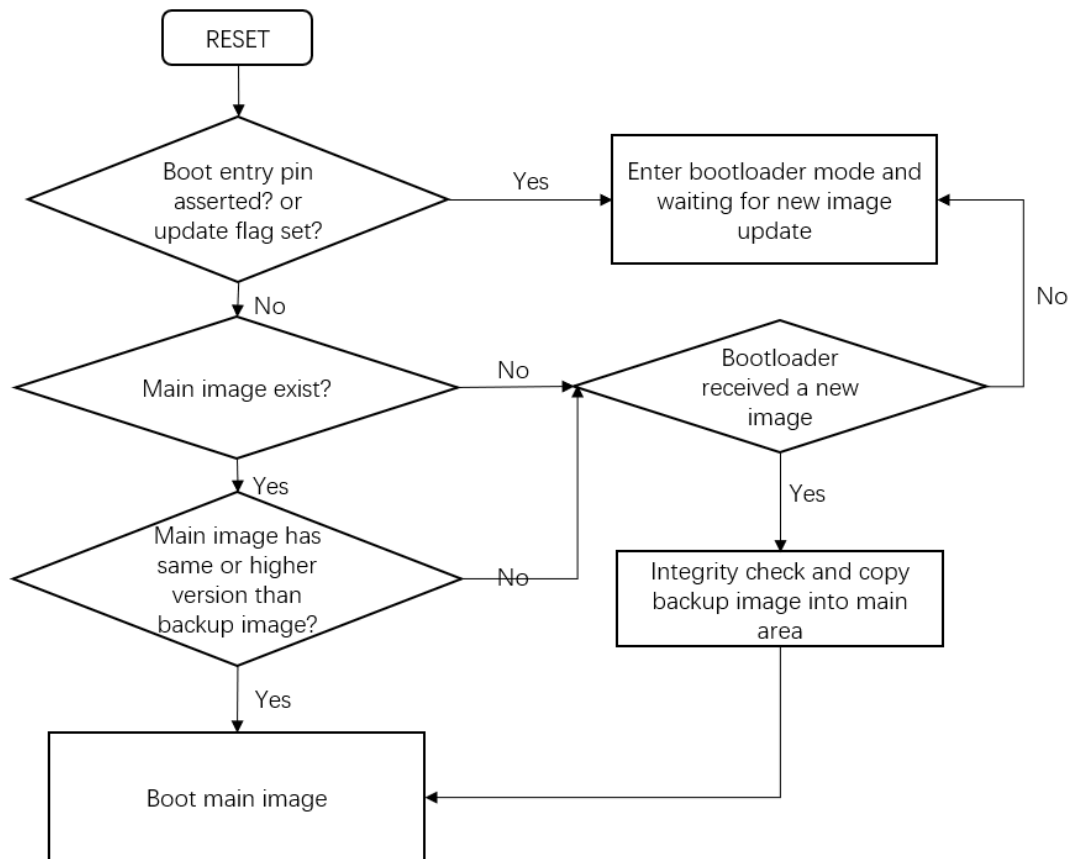 RESET
Boot entry pin
asserted? or
update flag set?
Yes
Enter bootloader mode and
waiting for new image
update
No
No
Main image exist?
No
Bootloader
received a new
image
Yes
Yes
Main image has
same or higher
version than
backup image?
No
Integrity check and copy
backup image into main
area
Yes
Boot main image